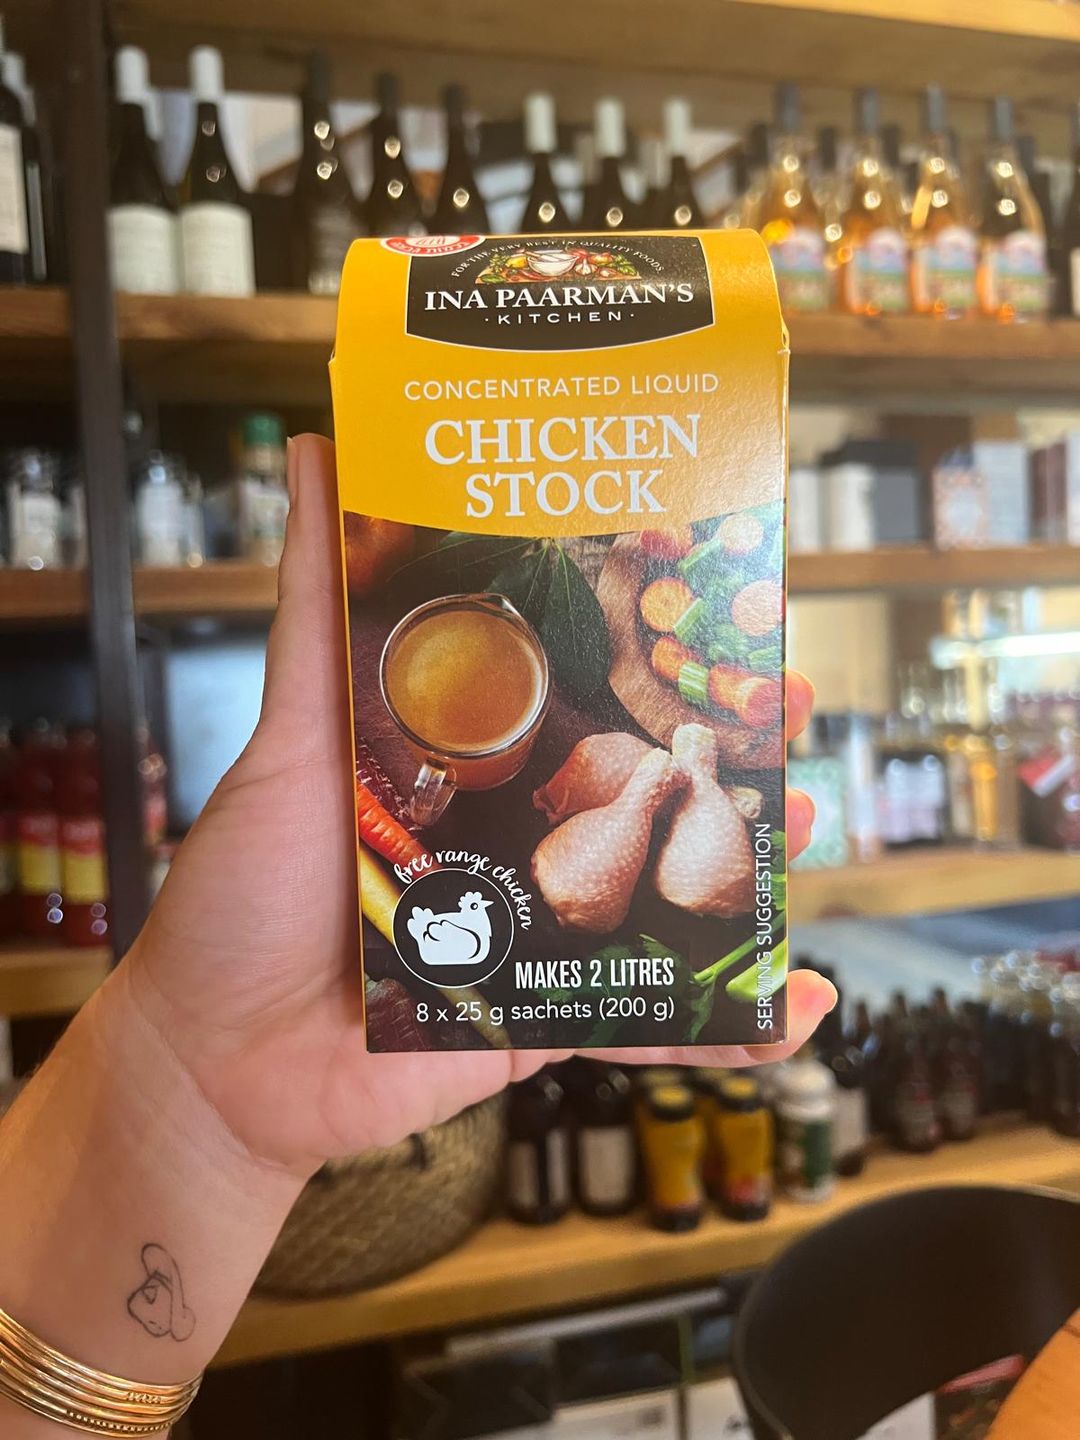 FOR THE VERY BEST IN QUALITY FOODS
INA PAARMAN'S
· KITCHEN ·
CONCENTRATED LIQUID
CHICKEN
STOCK
free range chicken
MAKES 2 LITRES
8 x 25 g sachets (200 g)
SERVING SUGGESTION